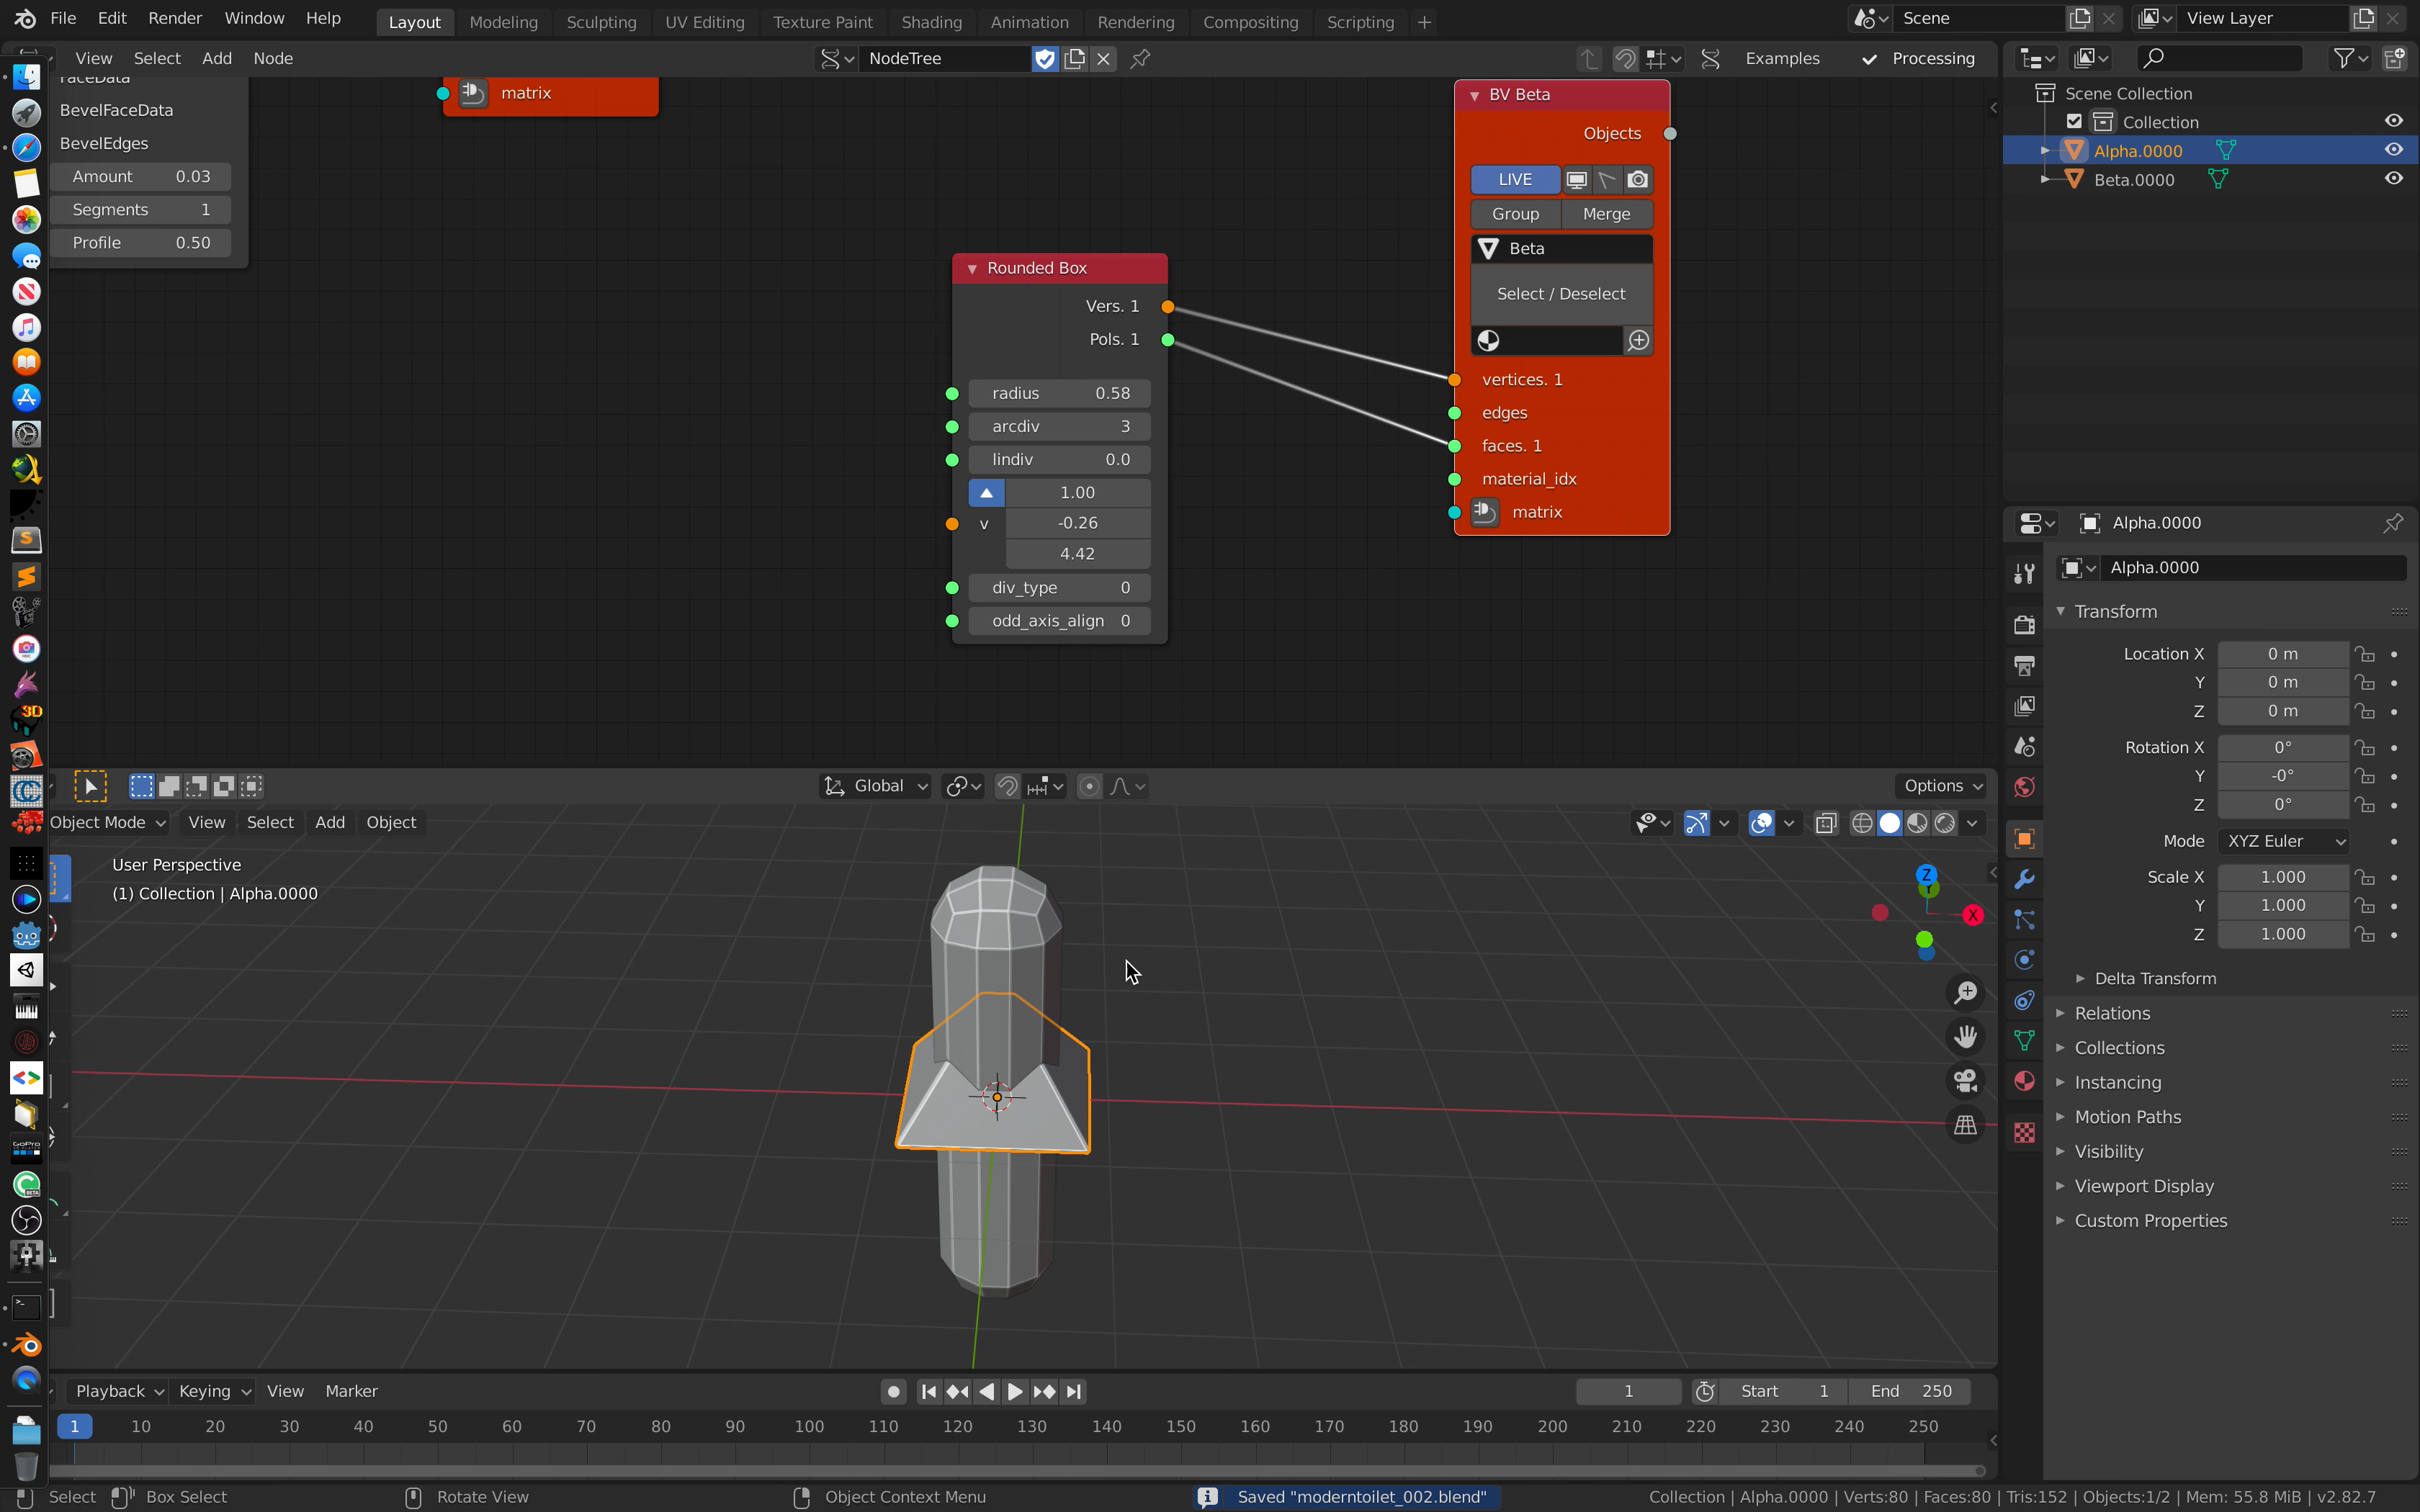 File Edit Render Window Help
Layout Modeling Sculpting UV Editing Texture Paint Shading Animation Rendering Compositing Scripting +
Scene
View Layer
View Select Add Node
NodeTree
Examples
Processing
FaceData
BevelFaceData
BevelEdges
Amount 0.03
Segments 1
Profile 0.50
matrix
Rounded Box
Vers. 1
Pols. 1
radius 0.58
arcdiv 3
lindiv 0.0
1.00
v -0.26
4.42
div_type 0
odd_axis_align 0
BV Beta
Objects
LIVE
Group Merge
Beta
Select / Deselect
vertices. 1
edges
faces. 1
material_idx
matrix
Scene Collection
Collection
Alpha.0000
Beta.0000
Alpha.0000
Alpha.0000
Transform
Location X 0 m
Y 0 m
Z 0 m
Rotation X 0°
Y -0°
Z 0°
Mode XYZ Euler
Scale X 1.000
Y 1.000
Z 1.000
Delta Transform
Relations
Collections
Instancing
Motion Paths
Visibility
Viewport Display
Custom Properties
Global
Options
Object Mode View Select Add Object
User Perspective
(1) Collection | Alpha.0000
Z
Y
X
Playback Keying View Marker
1
Start 1
End 250
1 10 20 30 40 50 60 70 80 90 100 110 120 130 140 150 160 170 180 190 200 210 220 230 240 250
Select Box Select Rotate View Object Context Menu
Saved "moderntoilet_002.blend"
Collection | Alpha.0000 | Verts:80 | Faces:80 | Tris:152 | Objects:1/2 | Mem: 55.8 MiB | v2.82.7